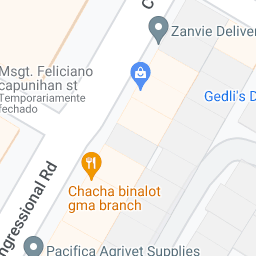 Zanvie Deliver
Msgt. Feliciano
capunihan st
Temporariamente
fechado
Gedli's D
Chacha binalot
gma branch
ngressional Rd
Pacifica Agrivet Supplies